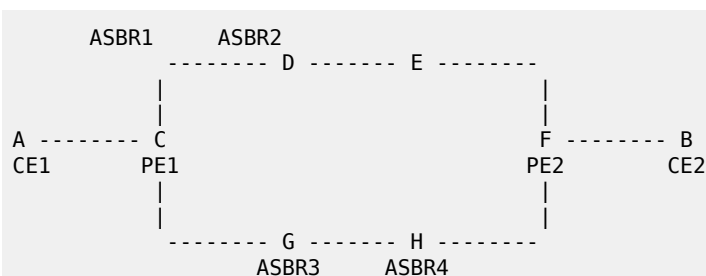 ASBR1 ASBR2
-------- D ------- E --------
| |
| |
A -------- C F -------- B
CE1 PE1 PE2 CE2
| |
| |
-------- G ------- H --------
ASBR3 ASBR4